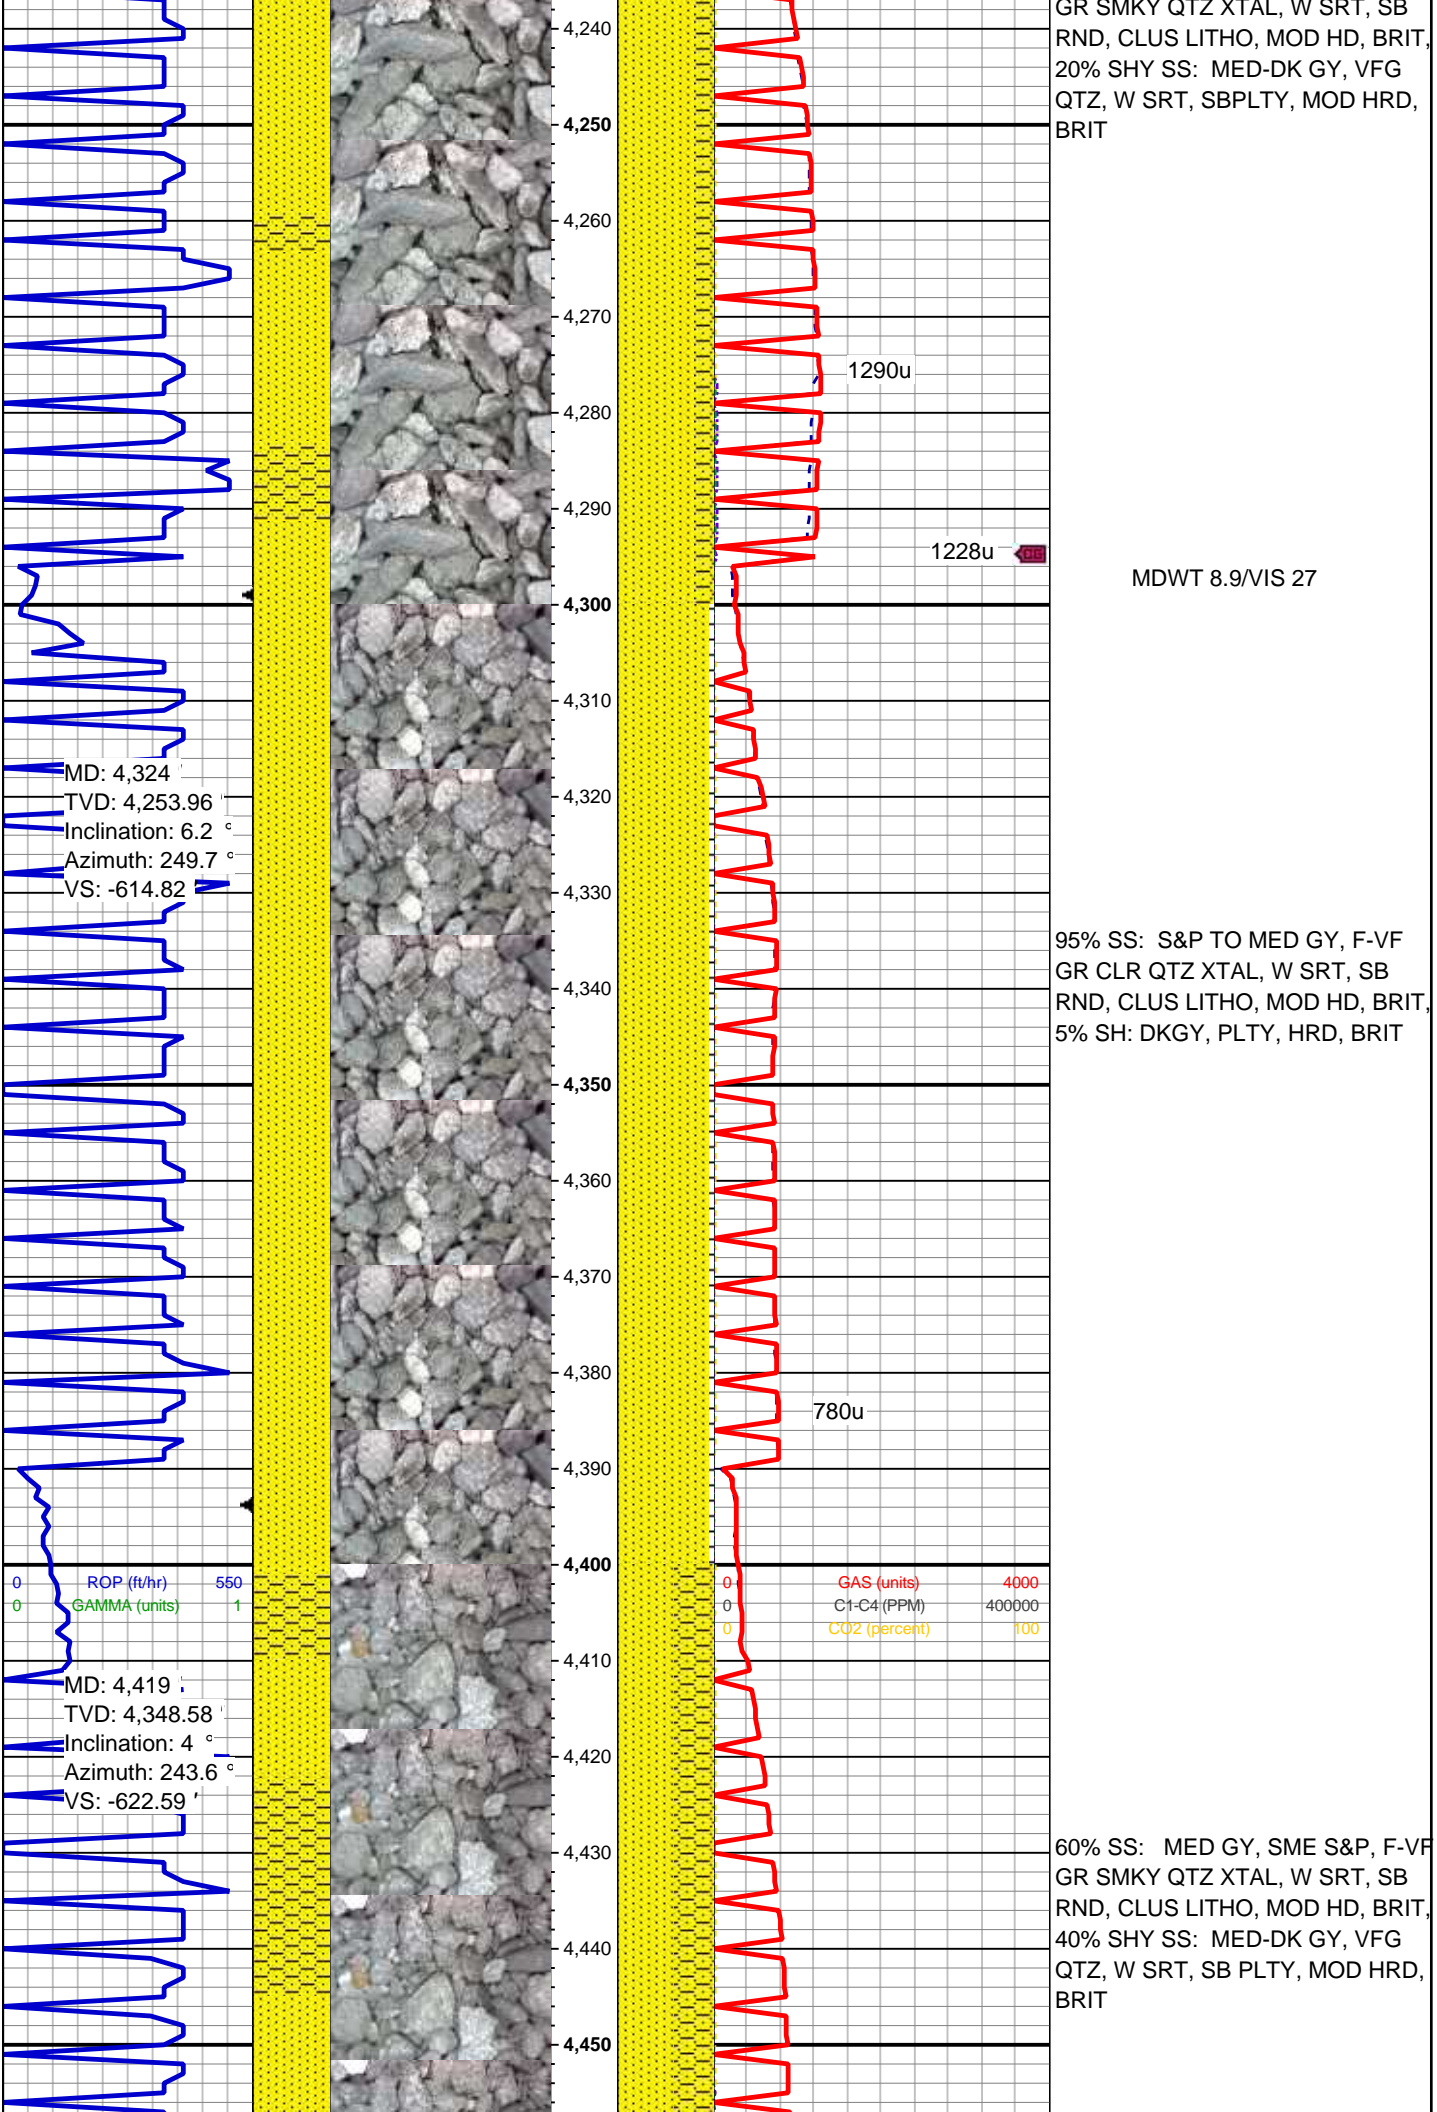 GR SMKY QTZ XTAL, W SRT, SB
RND, CLUS LITHO, MOD HD, BRIT,
20% SHY SS: MED-DK GY, VFG
QTZ, W SRT, SBPLTY, MOD HRD,
BRIT
4,240
4,250
4,260
4,270
1290u
4,280
4,290
1228u
DG
MDWT 8.9/VIS 27
4,300
4,310
MD: 4,324 '
TVD: 4,253.96 '
Inclination: 6.2 °
Azimuth: 249.7 °
VS: -614.82
4,320
4,330
95% SS: S&P TO MED GY, F-VF
GR CLR QTZ XTAL, W SRT, SB
RND, CLUS LITHO, MOD HD, BRIT,
5% SH: DKGY, PLTY, HRD, BRIT
4,340
4,350
4,360
4,370
4,380
780u
4,390
4,400
0 ROP (ft/hr) 550
0 GAMMA (units) 1
0 GAS (units) 4000
0 C1-C4 (PPM) 400000
0 CO2 (percent) 100
4,410
MD: 4,419 '
TVD: 4,348.58 '
Inclination: 4 °
Azimuth: 243.6 °
VS: -622.59 '
4,420
4,430
60% SS: MED GY, SME S&P, F-VF
GR SMKY QTZ XTAL, W SRT, SB
RND, CLUS LITHO, MOD HD, BRIT,
40% SHY SS: MED-DK GY, VFG
QTZ, W SRT, SB PLTY, MOD HRD,
BRIT
4,440
4,450